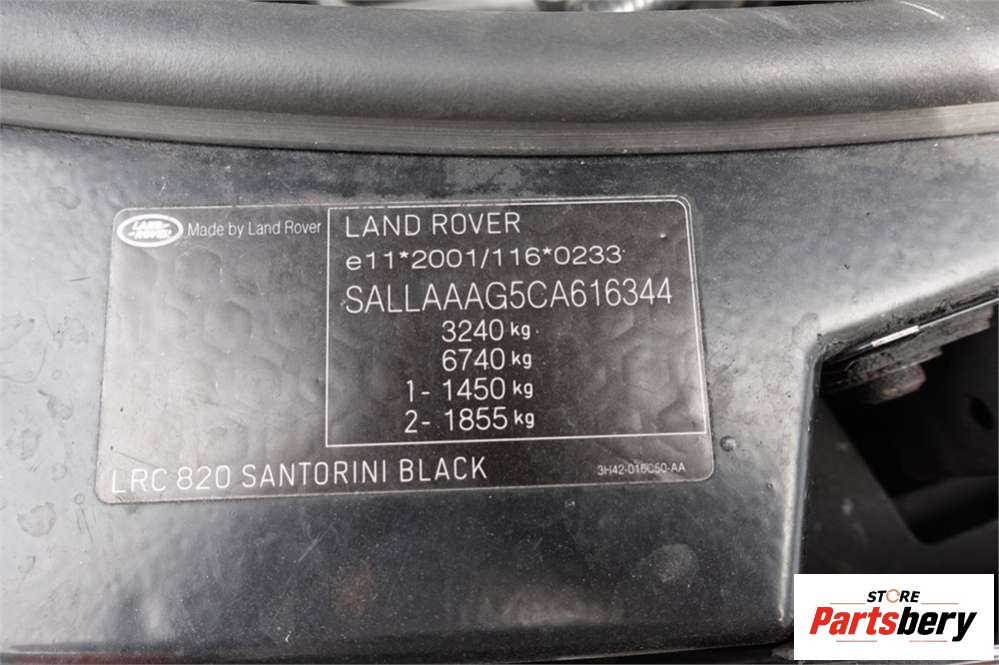 LAND
ROVER
Made by Land Rover
LAND ROVER
e11*2001/116*0233
SALLAAAG5CA616344
3240 kg
6740 kg
1- 1450 kg
2- 1855 kg
LRC 820 SANTORINI BLACK
3H42-015C50-AA
STORE
Partsbery